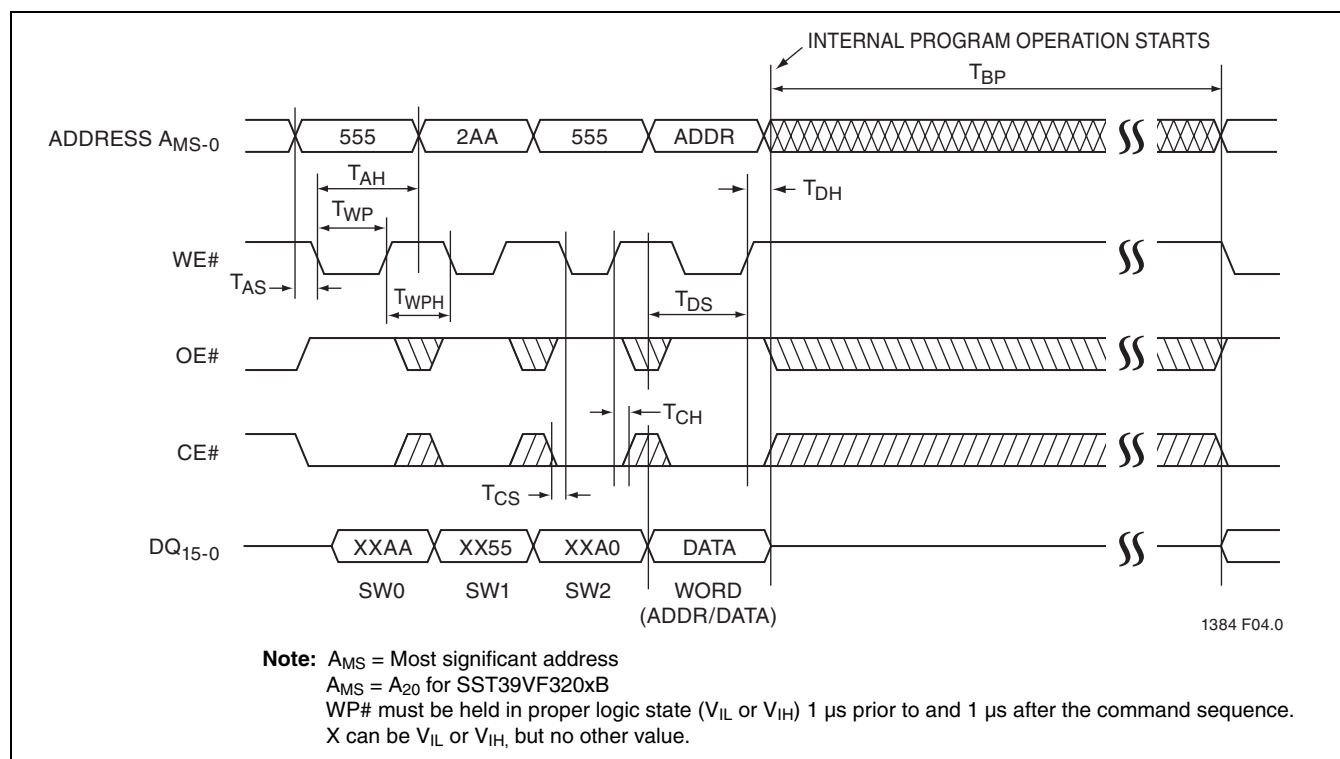 INTERNAL PROGRAM OPERATION STARTS
TBP
ADDRESS AMS-0
555
2AA
555
ADDR
TAH
TDH
TWP
WE#
TAS
TWPH
TDS
OE#
TCH
CE#
TCS
DQ15-0
XXAA
XX55
XXA0
DATA
SW0
SW1
SW2
WORD
(ADDR/DATA)
1384 F04.0
Note: AMS = Most significant address
AMS = A20 for SST39VF320xB
WP# must be held in proper logic state (VIL or VIH) 1 µs prior to and 1 µs after the command sequence.
X can be VIL or VIH, but no other value.